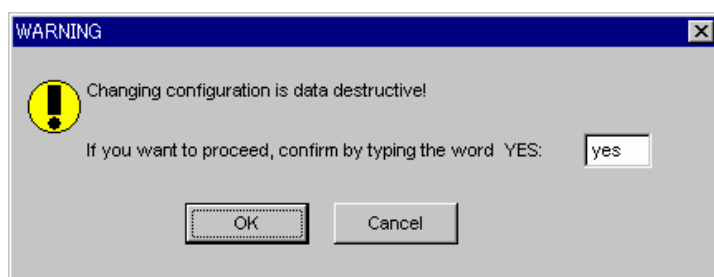 WARNING
Changing configuration is data destructive!
If you want to proceed, confirm by typing the word YES: yes
OK Cancel